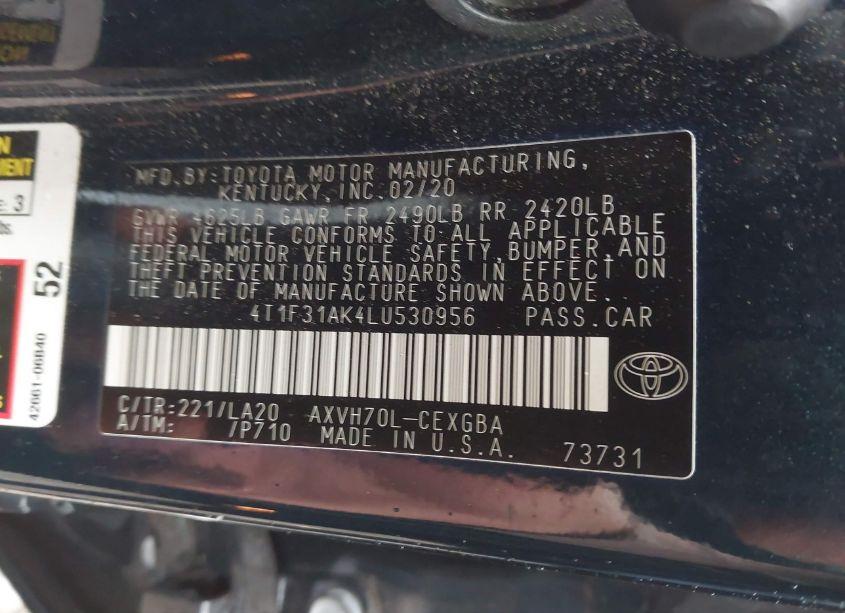 MFD.BY:TOYOTA MOTOR MANUFACTURING,
KENTUCKY,INC.02/20
GVWR 4625LB GAWR FR 2490LB RR 2420LB
THIS VEHICLE CONFORMS TO ALL APPLICABLE
FEDERAL MOTOR VEHICLE SAFETY,BUMPER,AND
THEFT PREVENTION STANDARDS IN EFFECT ON
THE DATE OF MANUFACTURE SHOWN ABOVE.
4T1F31AK4LU530956 PASS.CAR
C/TR:221/LA20 AXVH70L-CEXGBA
A/TM: /P710 MADE IN U.S.A. 73731
: 3
52
42661-06B40